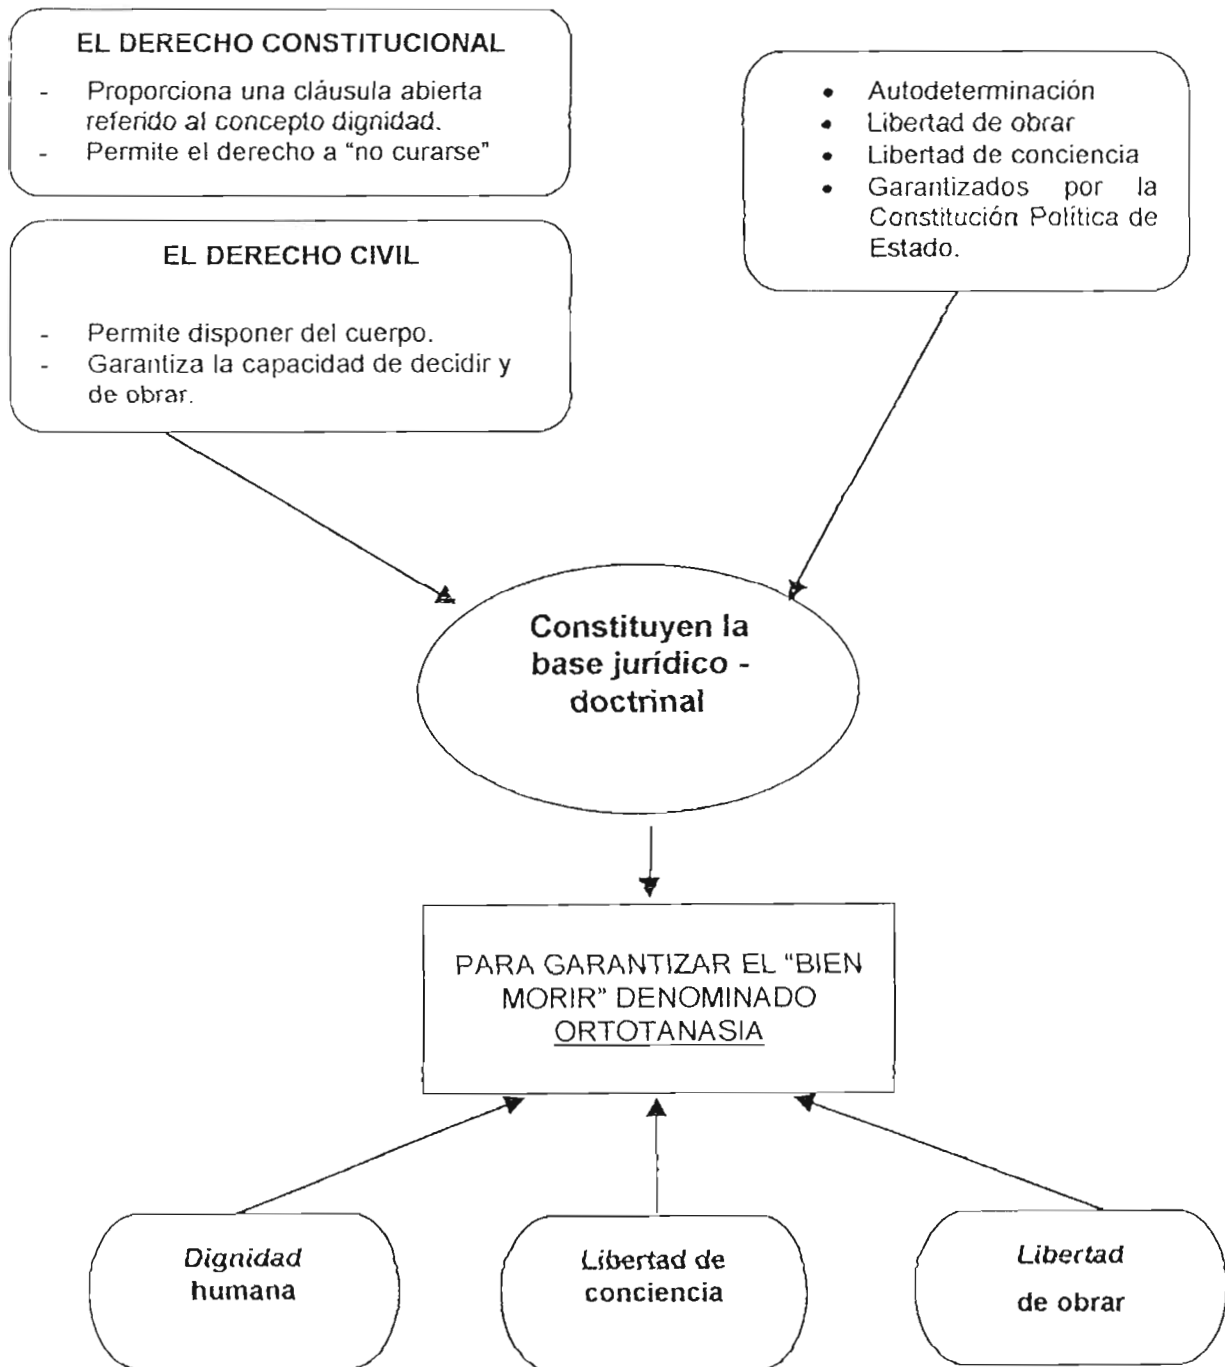 EL DERECHO CONSTITUCIONAL
- Proporciona una cláusula abierta
referido al concepto dignidad.
- Permite el derecho a “no curarse”
EL DERECHO CIVIL
- Permite disponer del cuerpo.
- Garantiza la capacidad de decidir y
de obrar.
• Autodeterminación
• Libertad de obrar
• Libertad de conciencia
• Garantizados por la
Constitución Política de
Estado.
Constituyen la
base jurídico -
doctrinal
PARA GARANTIZAR EL “BIEN
MORIR” DENOMINADO
ORTOTANASIA
Dignidad
humana
Libertad de
conciencia
Libertad
de obrar